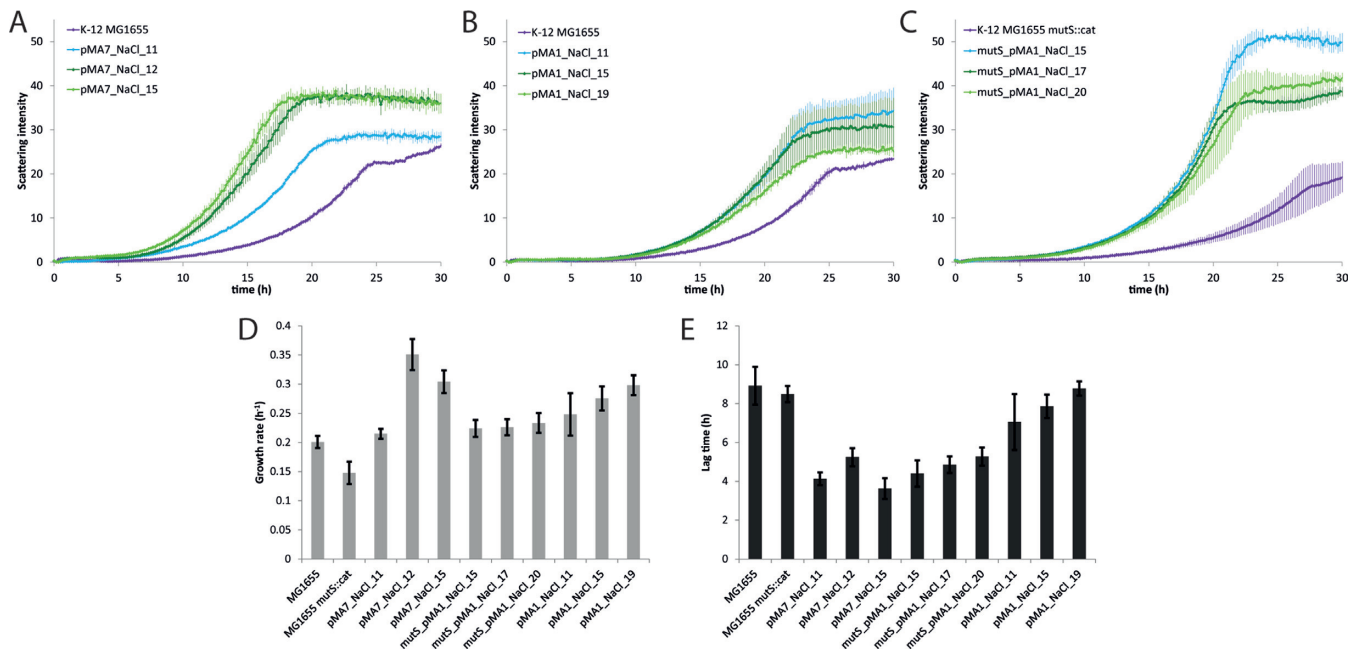 A
K-12 MG1655
pMA7_NaCl_11
pMA7_NaCl_12
pMA7_NaCl_15
Scattering intensity
50
40
30
20
10
0
0 5 10 15 20 25 30
time (h)
B
K-12 MG1655
pMA1_NaCl_11
pMA1_NaCl_15
pMA1_NaCl_19
Scattering intensity
50
40
30
20
10
0
0 5 10 15 20 25 30
time (h)
C
K-12 MG1655 mutS::cat
mutS_pMA1_NaCl_15
mutS_pMA1_NaCl_17
mutS_pMA1_NaCl_20
Scattering intensity
50
40
30
20
10
0
0 5 10 15 20 25 30
time (h)
D
Growth rate (h-1)
0.4
0.35
0.3
0.25
0.2
0.15
0.1
0.05
0
MG1655
MG1655 mutS::cat
pMA7_NaCl_11
pMA7_NaCl_12
pMA7_NaCl_15
mutS_pMA1_NaCl_15
mutS_pMA1_NaCl_17
mutS_pMA1_NaCl_20
pMA1_NaCl_11
pMA1_NaCl_15
pMA1_NaCl_19
E
Lag time (h)
12
10
8
6
4
2
0
MG1655
MG1655 mutS::cat
pMA7_NaCl_11
pMA7_NaCl_12
pMA7_NaCl_15
mutS_pMA1_NaCl_15
mutS_pMA1_NaCl_17
mutS_pMA1_NaCl_20
pMA1_NaCl_11
pMA1_NaCl_15
pMA1_NaCl_19